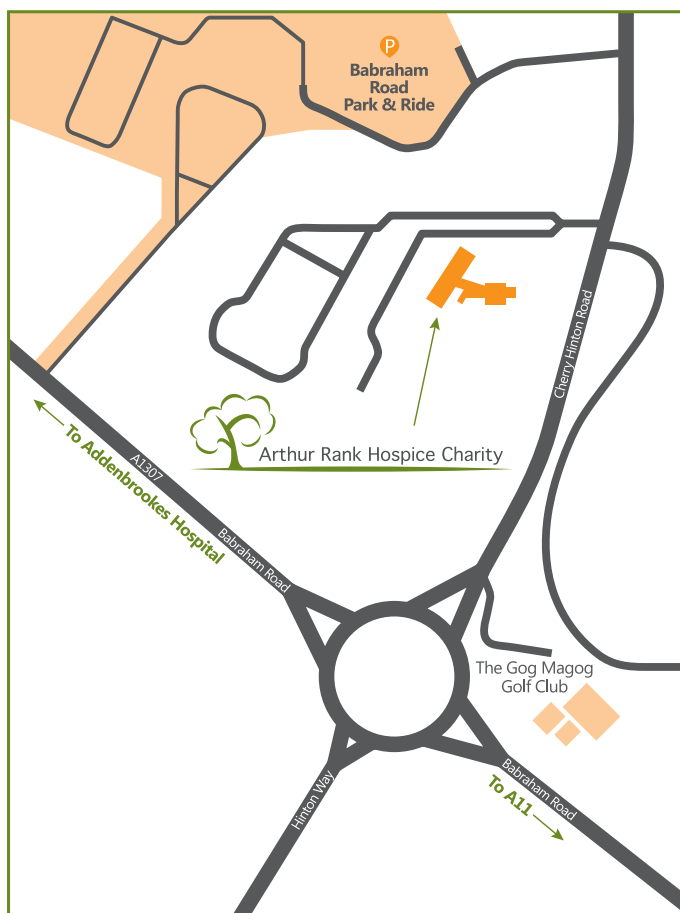 P
Babraham
Road
Park & Ride
Cherry Hinton Road
Arthur Rank Hospice Charity
A1307
To Addenbrookes Hospital
Babraham Road
The Gog Magog
Golf Club
Babraham Road
To A11
Hinton Way